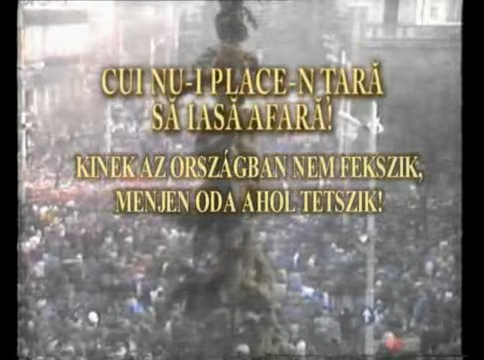 CUI NU-I PLACE-N ȚARĂ
SĂ IASĂ AFARĂ!
KINEK AZ ORSZÁGBAN NEM FEKSZIK,
MENJEN ODA AHOL TETSZIK!